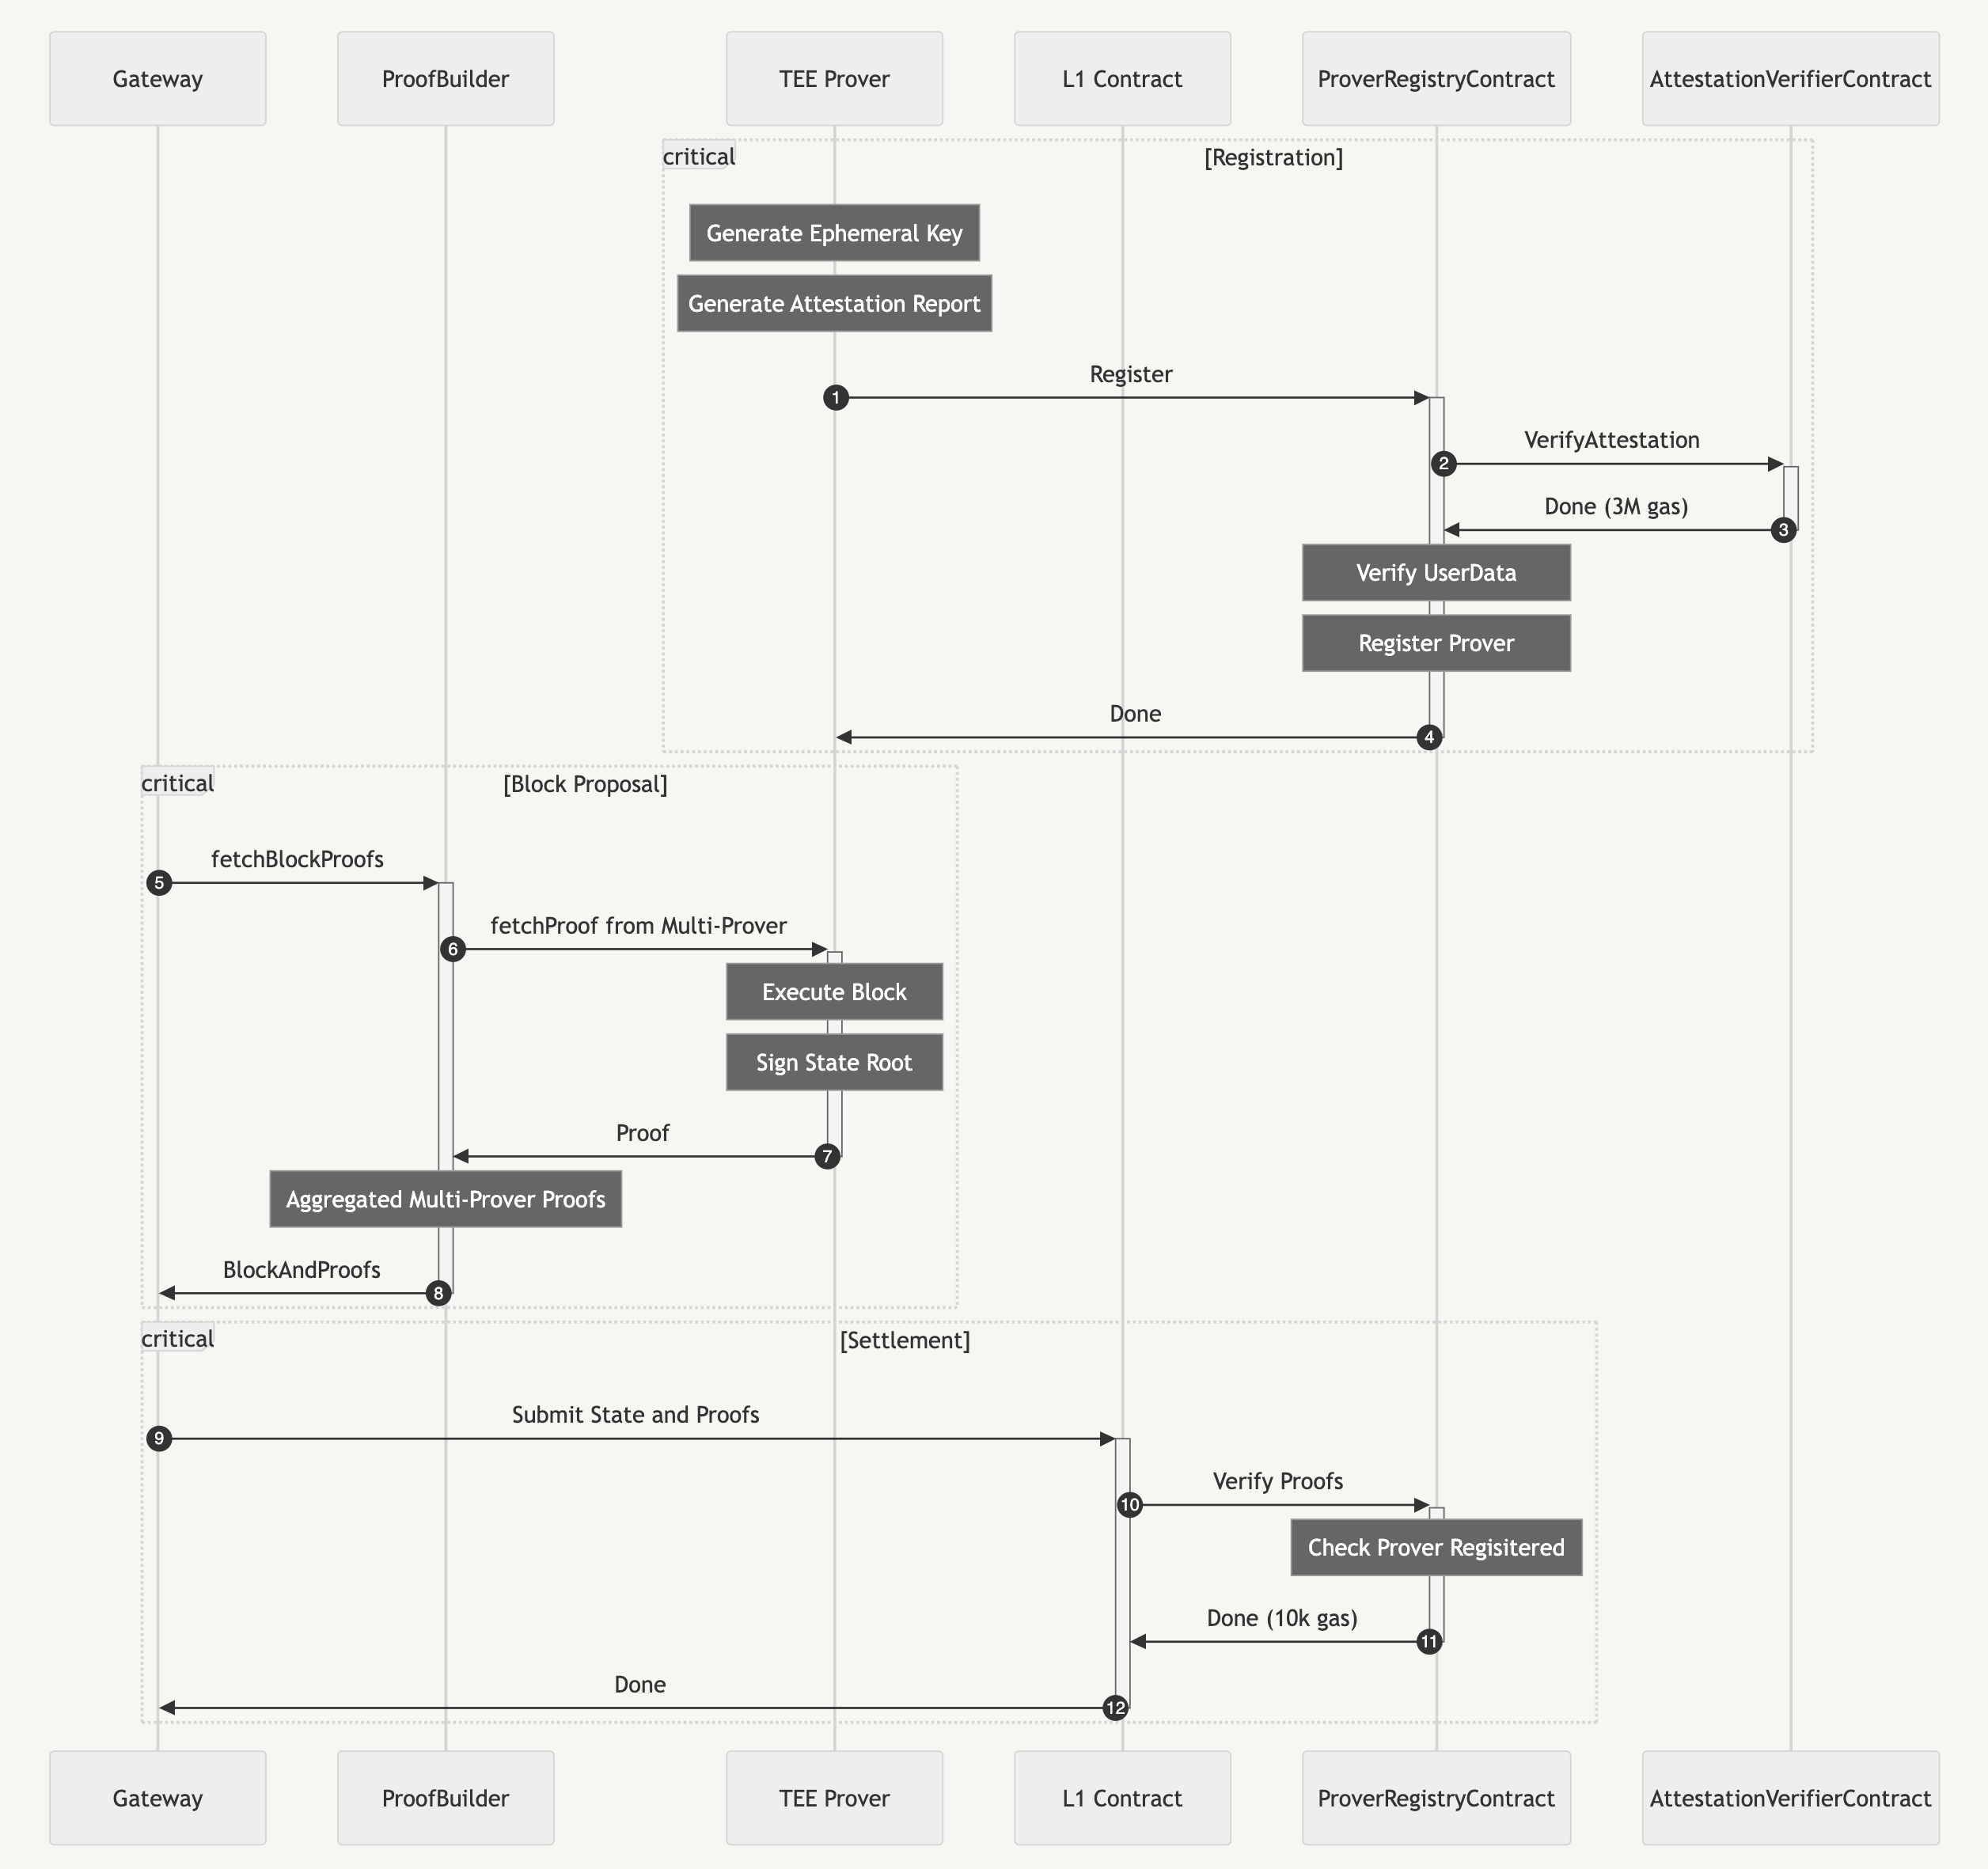 Gateway
ProofBuilder
TEE Prover
L1 Contract
ProverRegistryContract
AttestationVerifierContract
critical
[Registration]
Generate Ephemeral Key
Generate Attestation Report
Register
1
VerifyAttestation
2
Done (3M gas)
3
Verify UserData
Register Prover
Done
4
critical
[Block Proposal]
fetchBlockProofs
5
fetchProof from Multi-Prover
6
Execute Block
Sign State Root
Proof
7
Aggregated Multi-Prover Proofs
BlockAndProofs
8
critical
[Settlement]
Submit State and Proofs
9
Verify Proofs
10
Check Prover Regisitered
Done (10k gas)
11
Done
12
Gateway
ProofBuilder
TEE Prover
L1 Contract
ProverRegistryContract
AttestationVerifierContract